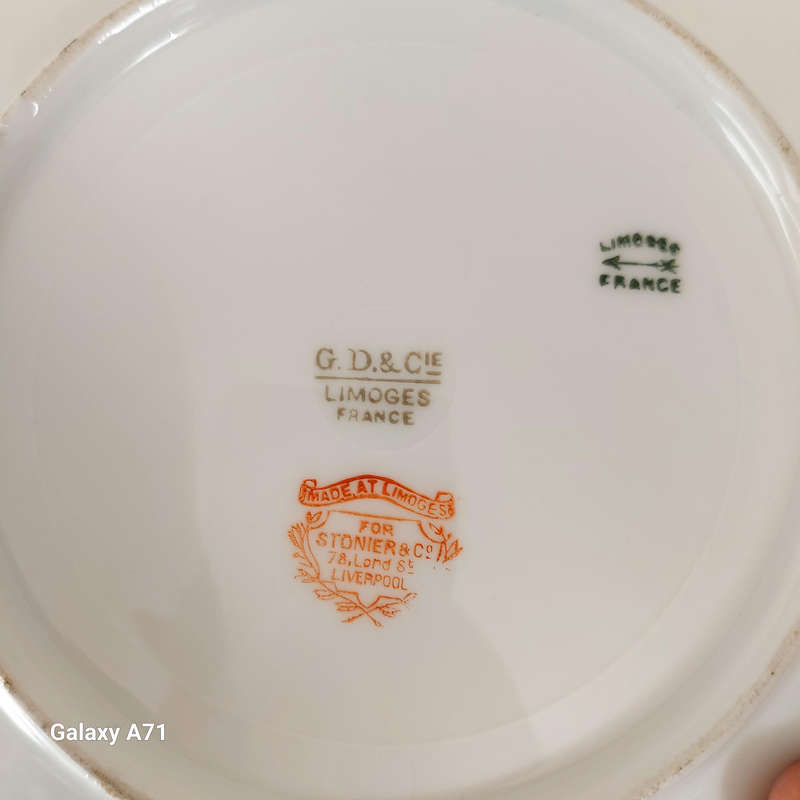 LIMOGES
FRANCE
G. D. & CIE
LIMOGES
FRANCE
MADE AT LIMOGES
FOR
STONIER & Co
78, Lord St
LIVERPOOL
Galaxy A71